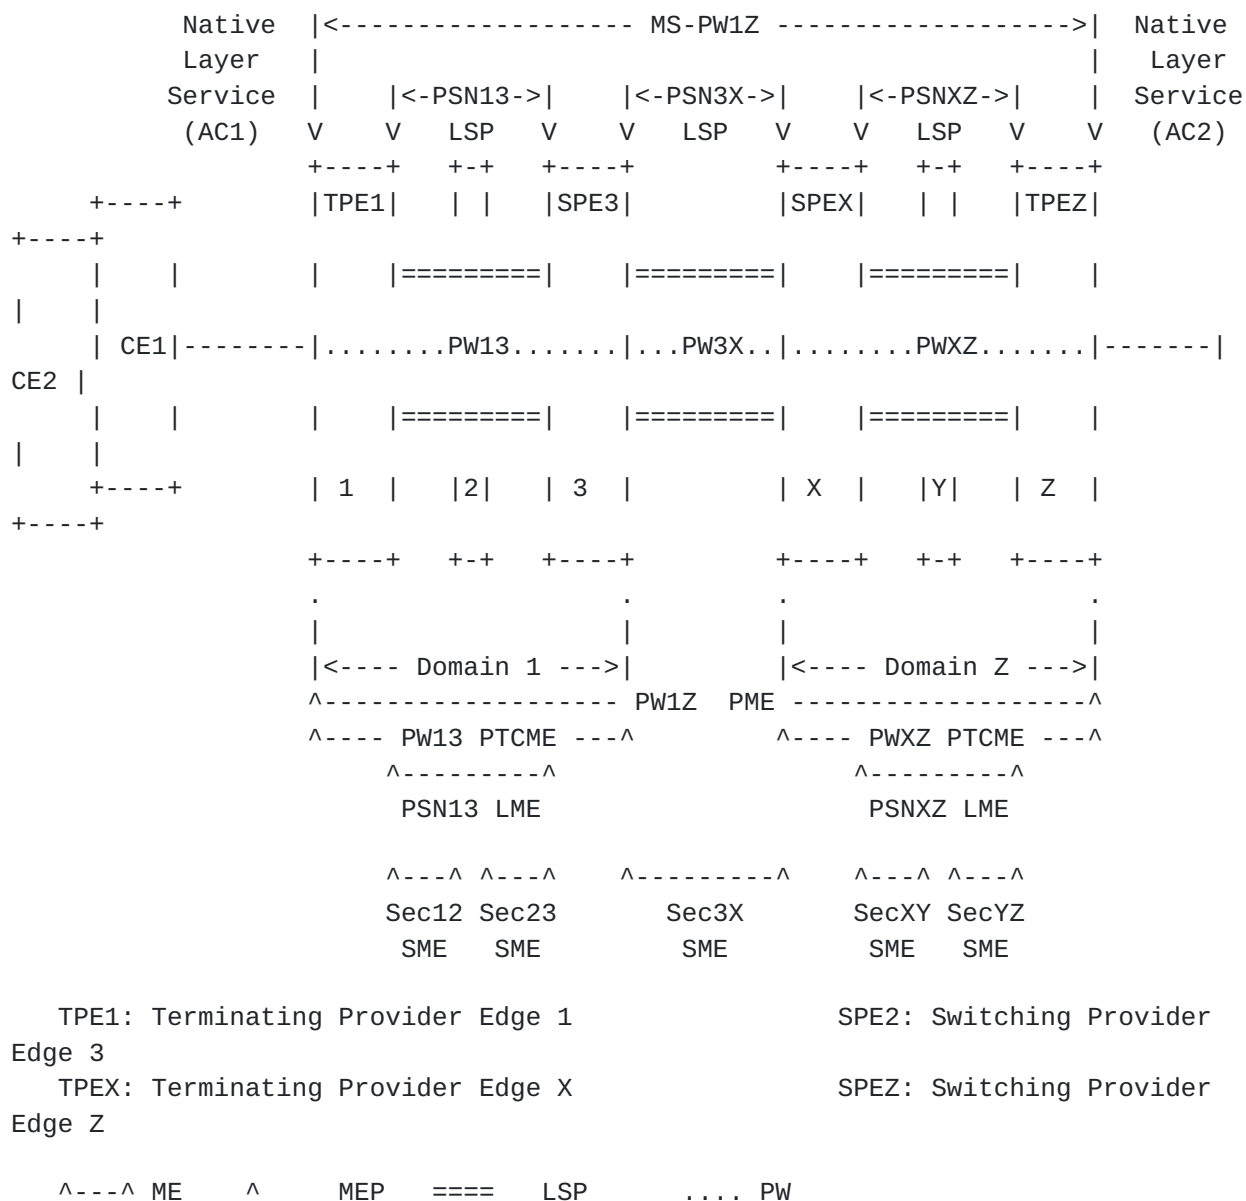 Native  |<------------------- MS-PW1Z ------------------->|  Native
           Layer   |                                                 |   Layer
          Service  |    |<-PSN13->|    |<-PSN3X->|    |<-PSNXZ->|    |  Service
           (AC1)   V    V   LSP   V    V   LSP   V    V   LSP   V    V   (AC2)
                   +----+   +-+   +----+         +----+   +-+   +----+
     +----+        |TPE1|   | |   |SPE3|         |SPEX|   | |   |TPEZ|
+----+
     |    |        |    |=========|    |=========|    |=========|    |
|    |
     | CE1|--------|........PW13.......|...PW3X..|........PWXZ.......|-------|
CE2 |
     |    |        |    |=========|    |=========|    |=========|    |
|    |
     +----+        | 1  |   |2|   | 3  |         | X  |   |Y|   | Z  |
+----+
                   +----+   +-+   +----+         +----+   +-+   +----+
                   .                   .         .                   .
                   |                   |         |                   |
                   |<---- Domain 1 --->|         |<---- Domain Z --->|
                   ^------------------- PW1Z  PME -------------------^
                   ^---- PW13 PTCME ---^         ^---- PWXZ PTCME ---^
                        ^---------^                   ^---------^
                         PSN13 LME                     PSNXZ LME
                        ^---^ ^---^    ^---------^    ^---^ ^---^
                        Sec12 Sec23       Sec3X       SecXY SecYZ
                         SME   SME         SME         SME   SME
   TPE1: Terminating Provider Edge 1                 SPE2: Switching Provider
Edge 3
   TPEX: Terminating Provider Edge X                 SPEZ: Switching Provider
Edge Z
   ^---^ ME    ^     MEP   ====   LSP      .... PW